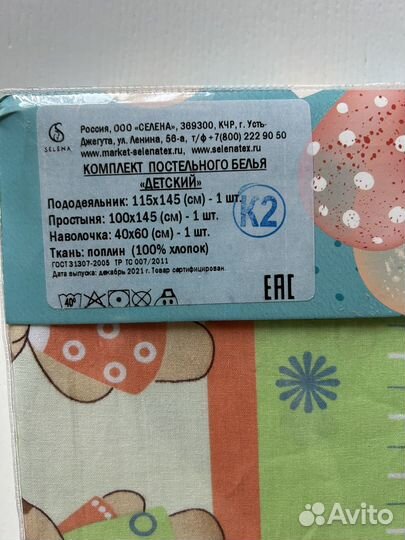 SELENA
Россия, ООО «СЕЛЕНА», 369300, КЧР, г. Усть-
Джегута, ул. Ленина, 56-а, т/ф +7(800) 222 90 50
www.market-selenatex.ru, www.selenatex.ru
КОМПЛЕКТ ПОСТЕЛЬНОГО БЕЛЬЯ
«ДЕТСКИЙ»
Пододеяльник: 115х145 (см) - 1 шт.
Простыня: 100х145 (см) - 1 шт.
Наволочка: 40х60 (см) - 1 шт.
К2
Ткань: поплин (100% хлопок)
ГОСТ 31307-2005 ТР ТС 007/2011
Дата выпуска: декабрь 2021 г. Товар сертифицирован.
40°
ЕАС
Avito